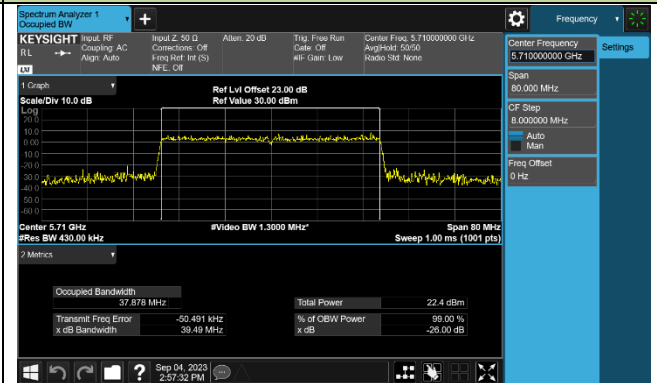 Spectrum Analyzer 1
Occupied BW
Frequency
KEYSIGHT
RL
LXI
Input: RF
Coupling: AC
Align: Auto
Input Z: 50 Ω
Corrections: Off
Freq Ref: Int (S)
NFE: Off
Atten: 20 dB
Trig: Free Run
Gate: Off
#IF Gain: Low
Center Freq: 5.710000000 GHz
Avg|Hold: 50/50
Radio Std: None
Center Frequency
5.710000000 GHz
Settings
Span
80.000 MHz
CF Step
8.000000 MHz
Auto
Man
Freq Offset
0 Hz
1 Graph
Scale/Div 10.0 dB
Ref Lvl Offset 23.00 dB
Ref Value 30.00 dBm
Log
20.0
10.0
0.00
-10.0
-20.0
-30.0
-40.0
-50.0
-60.0
Center 5.71 GHz
#Video BW 1.3000 MHz*
Span 80 MHz
#Res BW 430.00 kHz
Sweep 1.00 ms (1001 pts)
2 Metrics
Occupied Bandwidth
37.878 MHz
Total Power 22.4 dBm
Transmit Freq Error -50.491 kHz
% of OBW Power 99.00 %
x dB Bandwidth 39.49 MHz
x dB -26.00 dB
?
Sep 04, 2023
2:57:32 PM